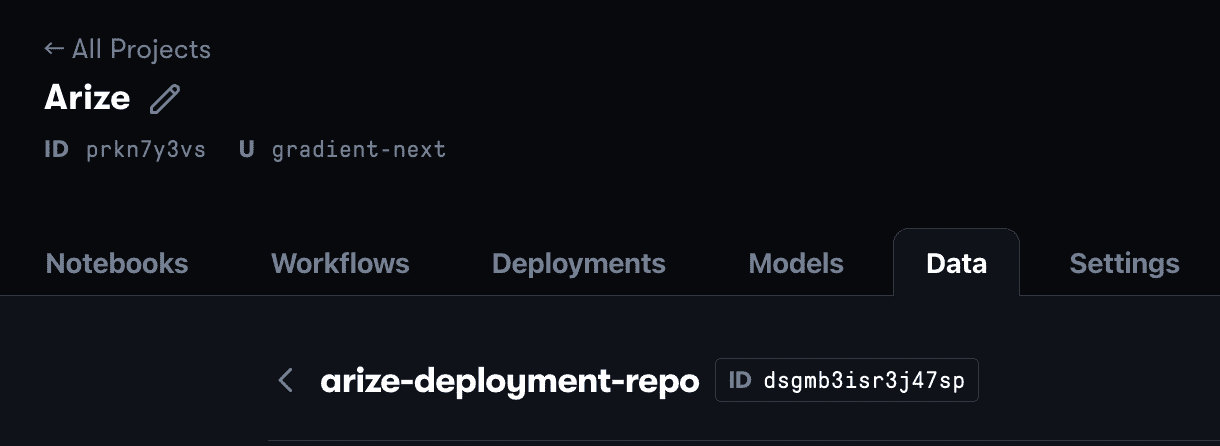 ← All Projects
Arize
ID prkn7y3vs U gradient-next
Notebooks Workflows Deployments Models Data Settings
arize-deployment-repo ID dsgmb3isr3j47sp